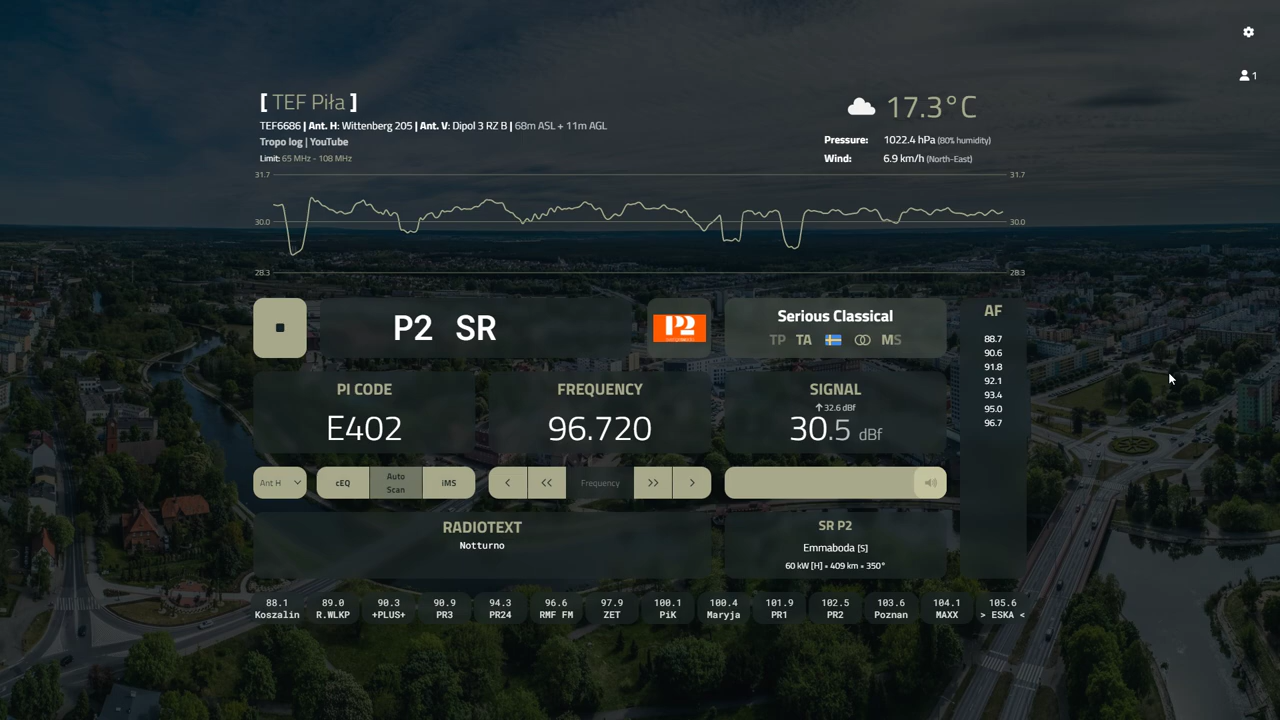 1
[ TEF Piła ]
17.3°C
TEF6686 | Ant. H: Wittenberg 205 | Ant. V: Dipol 3 RZ B | 68m ASL + 11m AGL
Pressure: 1022.4 hPa (80% humidity)
Tropo log | YouTube
Limit: 65 MHz - 108 MHz
Wind: 6.9 km/h (North-East)
31.7 31.7
30.0 30.0
28.3 28.3
P2 SR
P2
Serious Classical
TP TA MS
AF
88.7
90.6
91.8
92.1
93.4
95.0
96.7
PI CODE
E402
FREQUENCY
96.720
SIGNAL
32.6 dBf
30.5 dBf
Ant H
cEQ
Auto Scan
iMS
Frequency
RADIOTEXT
Notturno
SR P2
Emmaboda [S]
60 kW [H] • 409 km • 350°
88.1 89.0 90.3 90.9 94.3 96.6 97.9 100.1 100.4 101.9 102.5 103.6 104.1 105.6
Koszalin R.WLKP +PLUS+ PR3 PR24 RMF FM ZET PiK Maryja PR1 PR2 Poznan MAXX > ESKA <